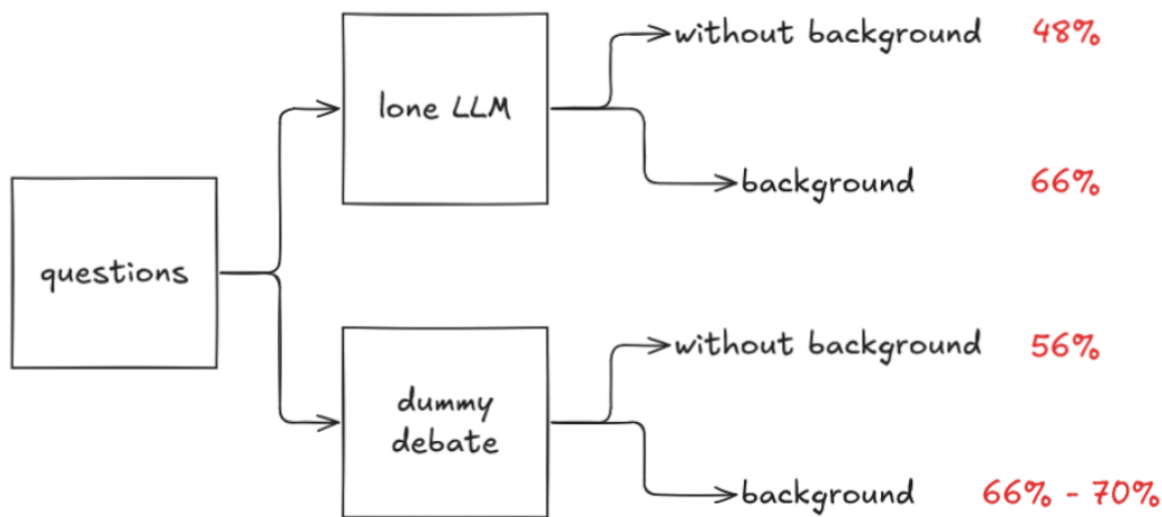 without background 48%
lone LLM
background 66%
questions
without background 56%
dummy
debate
background 66% - 70%